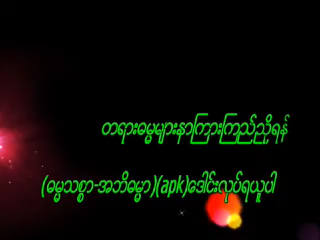 တရားဓမ္မများနာကြားကြည်ညိုရန်
(ဓမ္မသစ္စာ-အဘိဓမ္မာ)(apk)ဒေါင်းလုပ်ရယူပါ